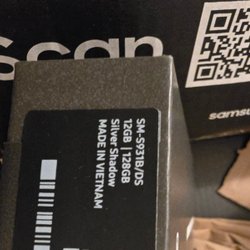 Scan
samsu
SM-S931B/DS
12GB | 128GB
Silver Shadow
MADE IN VIETNAM